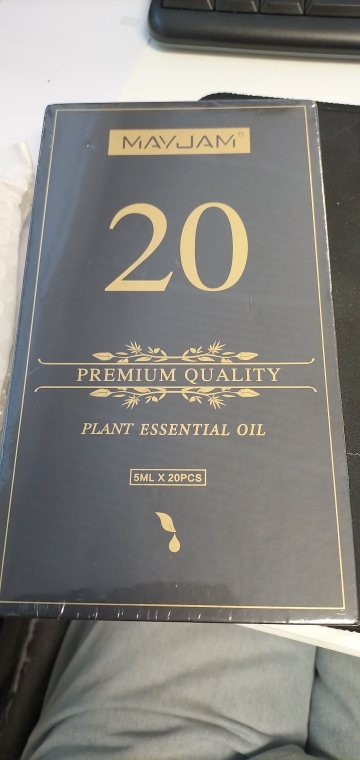 MAYJAM®
20
PREMIUM QUALITY
PLANT ESSENTIAL OIL
5ML X 20PCS